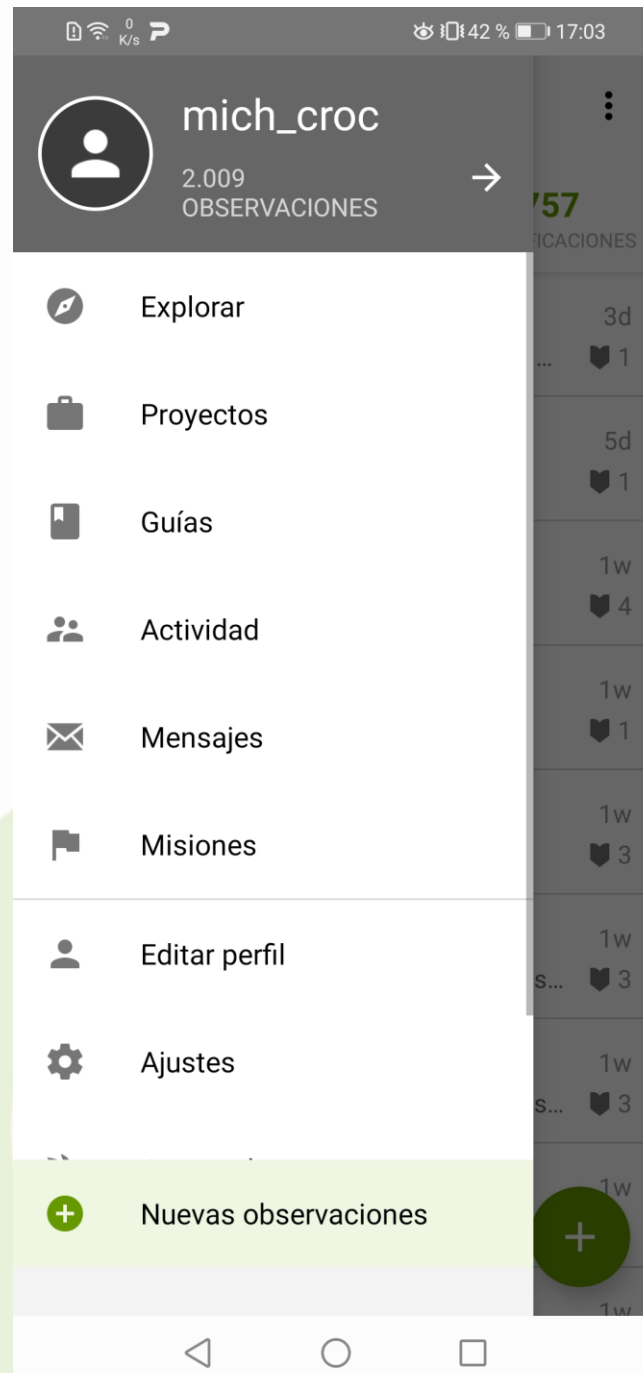 0
K/s
42 %
17:03
mich_croc
2.009
OBSERVACIONES
757
FICACIONES
Explorar
3d
... 1
Proyectos
5d
1
Guías
1w
4
Actividad
1w
1
Mensajes
1w
3
Misiones
1w
s... 3
Editar perfil
1w
s... 3
Ajustes
1w
Nuevas observaciones
1w